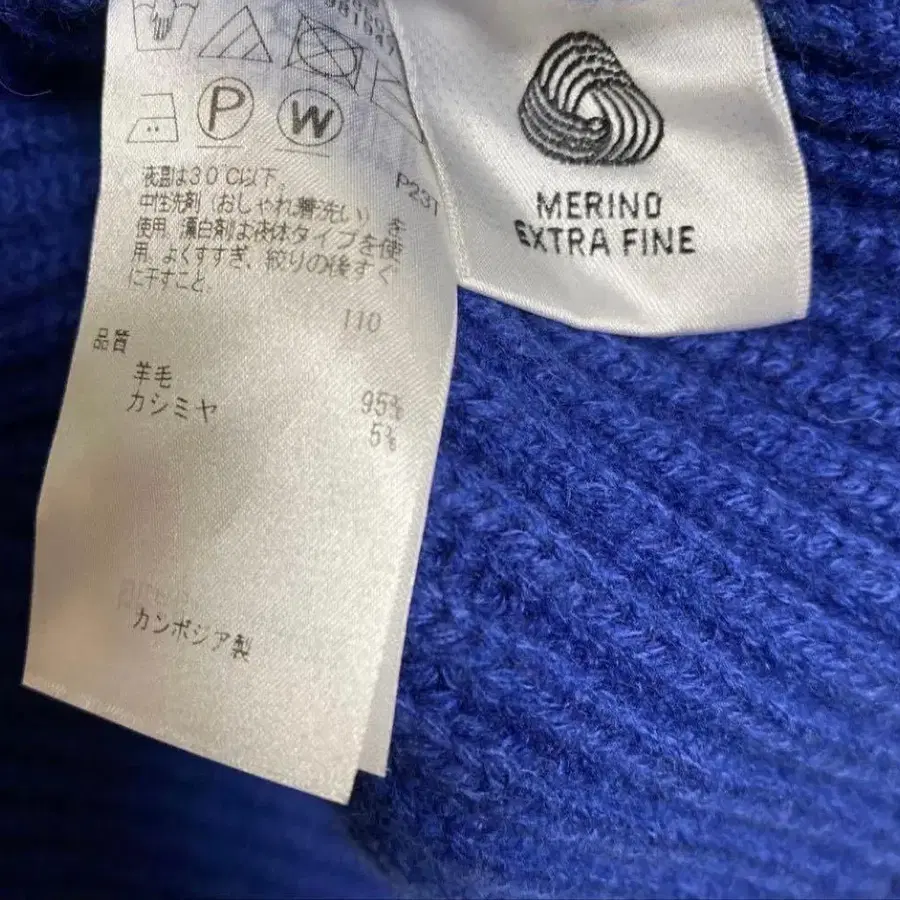 P
W
P231
液温は30℃以下。
中性洗剤(おしゃれ着洗い)を
使用。漂白剤は液体タイプを使
用。よくすすぎ、絞りの後すぐ
に干すこと。
110
品質
羊毛 95%
カシミヤ 5%
カンボジア製
MERINO
EXTRA FINE